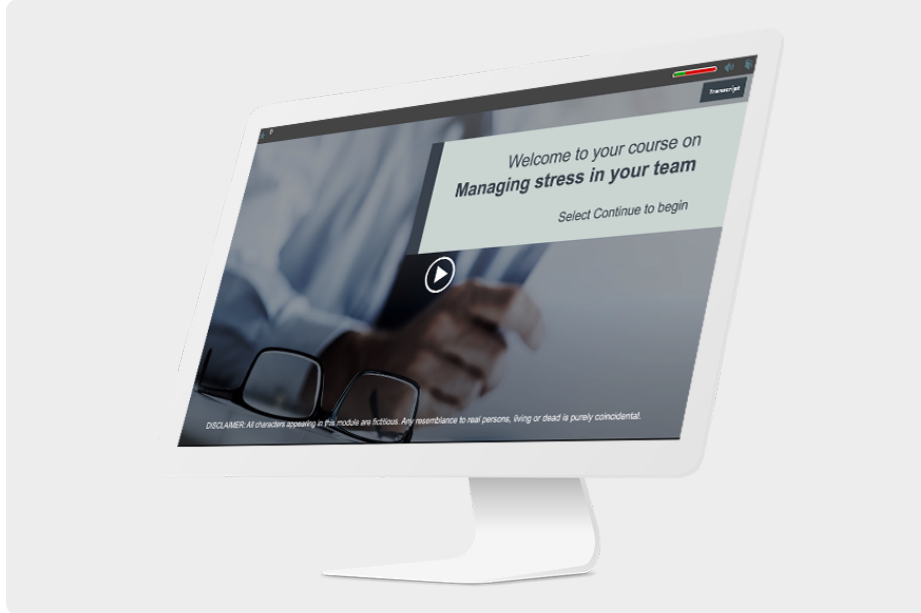 Transcript
Welcome to your course on
Managing stress in your team
Select Continue to begin
DISCLAIMER: All characters appearing in this module are fictitious. Any resemblance to real persons, living or dead is purely coincidental.